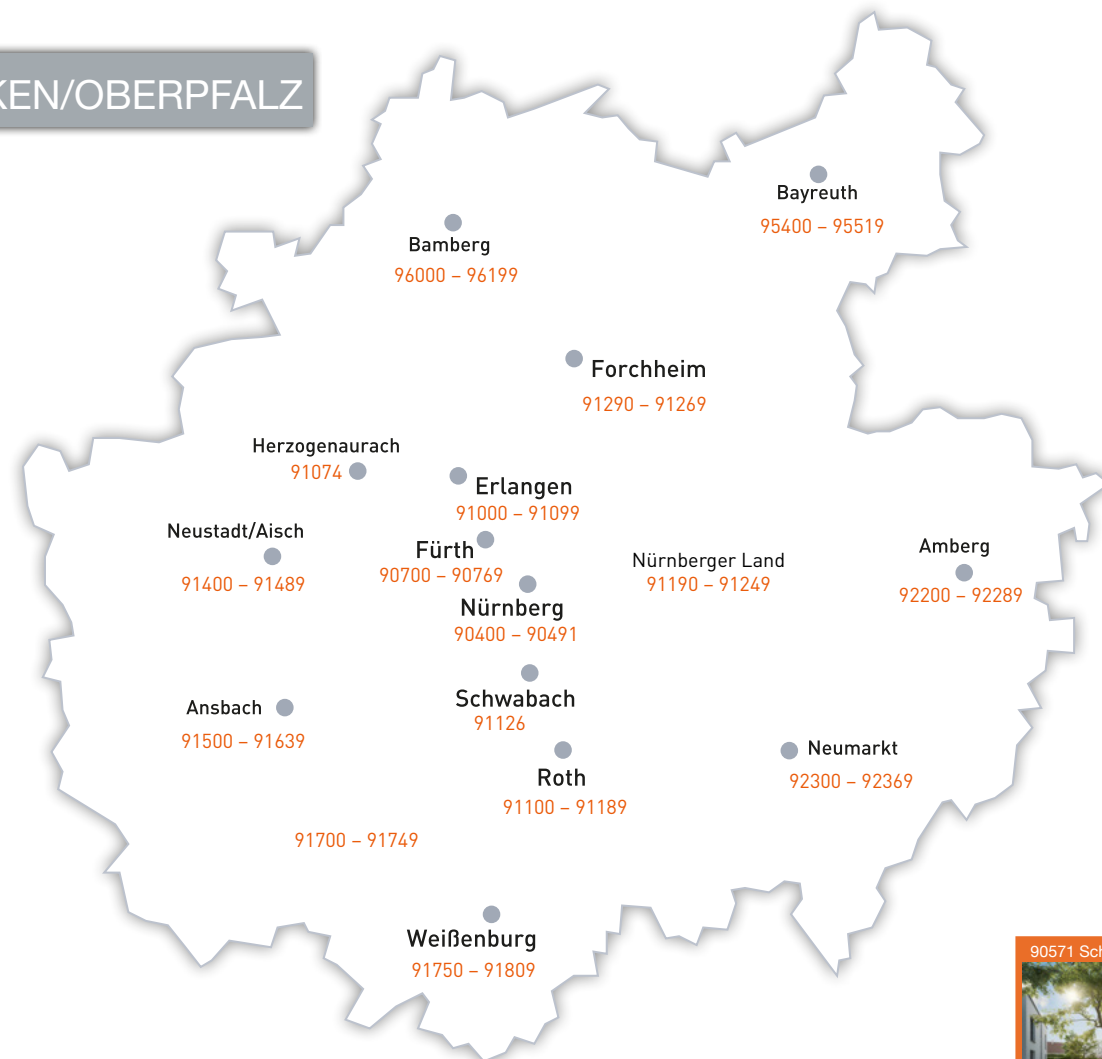 KEN/OBERPFALZ
Bayreuth
95400 – 95519
Bamberg
96000 – 96199
Forchheim
91290 – 91269
Herzogenaurach
91074
Erlangen
91000 – 91099
Neustadt/Aisch
91400 – 91489
Fürth
90700 – 90769
Nürnberger Land
91190 – 91249
Amberg
92200 – 92289
Nürnberg
90400 – 90491
Schwabach
91126
Ansbach
91500 – 91639
Roth
91100 – 91189
Neumarkt
92300 – 92369
91700 – 91749
Weißenburg
91750 – 91809
90571 Sch